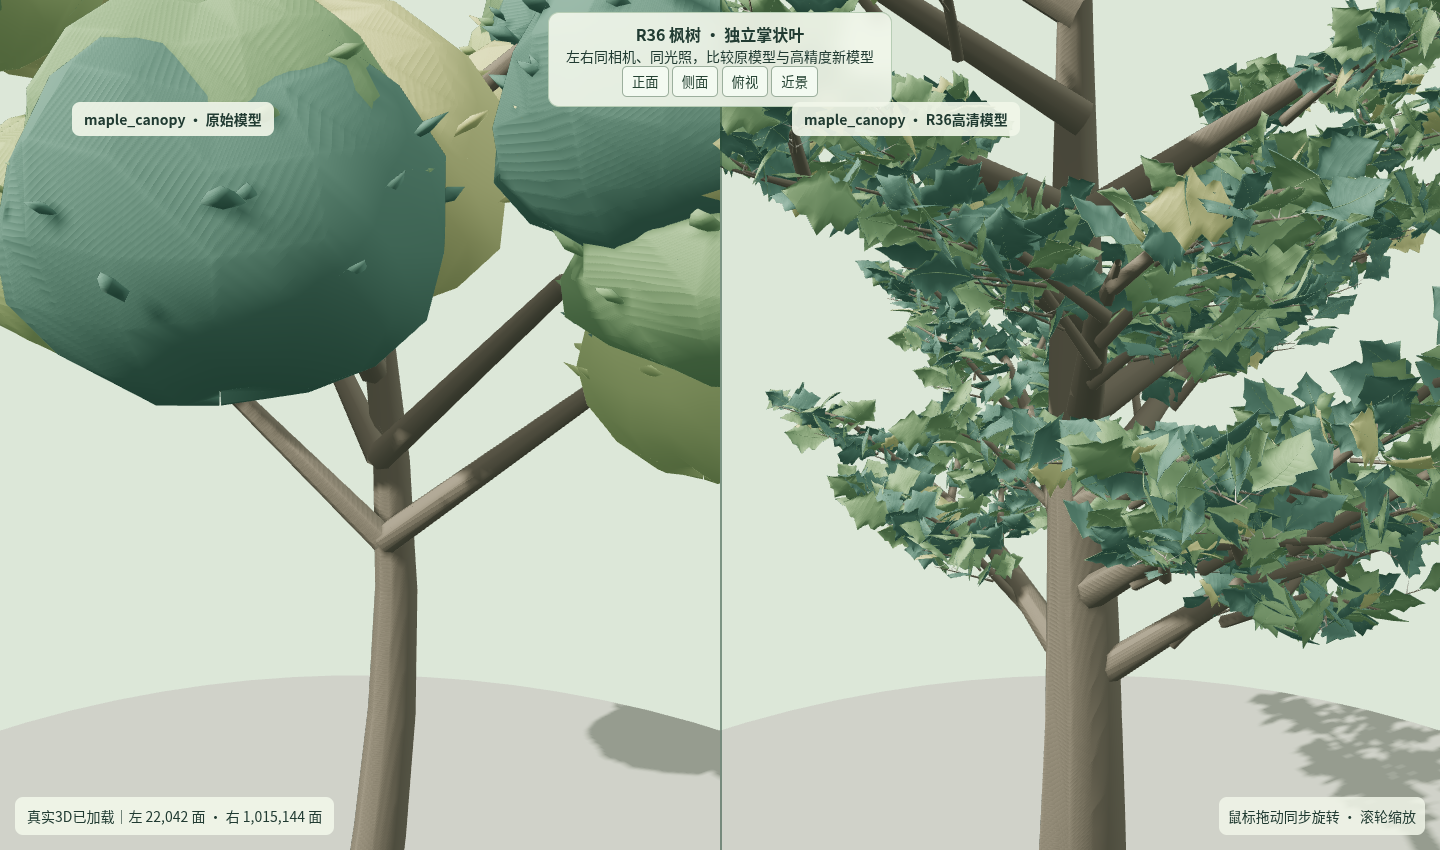 R36 枫树 · 独立掌状叶
左右同相机、同光照，比较原模型与高精度新模型
正面 侧面 俯视 近景
maple_canopy · 原始模型
maple_canopy · R36高清模型
真实3D已加载｜左 22,042 面 · 右 1,015,144 面
鼠标拖动同步旋转 · 滚轮缩放